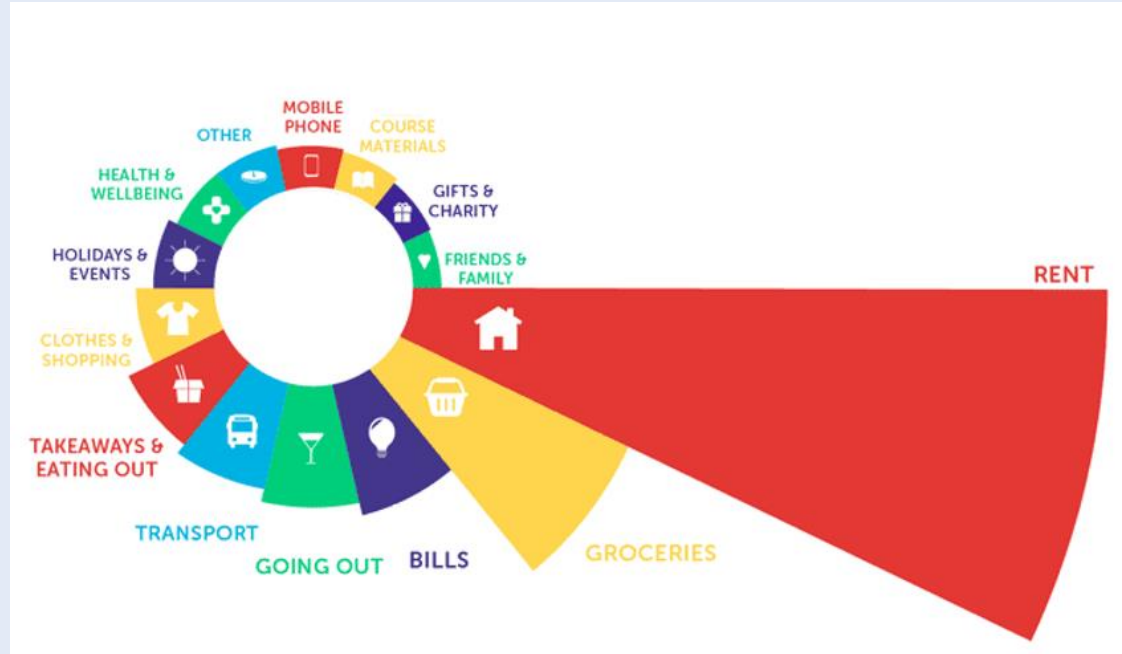 MOBILE
PHONE
COURSE
MATERIALS
OTHER
HEALTH &
WELLBEING
GIFTS &
CHARITY
HOLIDAYS &
EVENTS
FRIENDS &
FAMILY
RENT
CLOTHES &
SHOPPING
TAKEAWAYS &
EATING OUT
TRANSPORT
GOING OUT
BILLS
GROCERIES